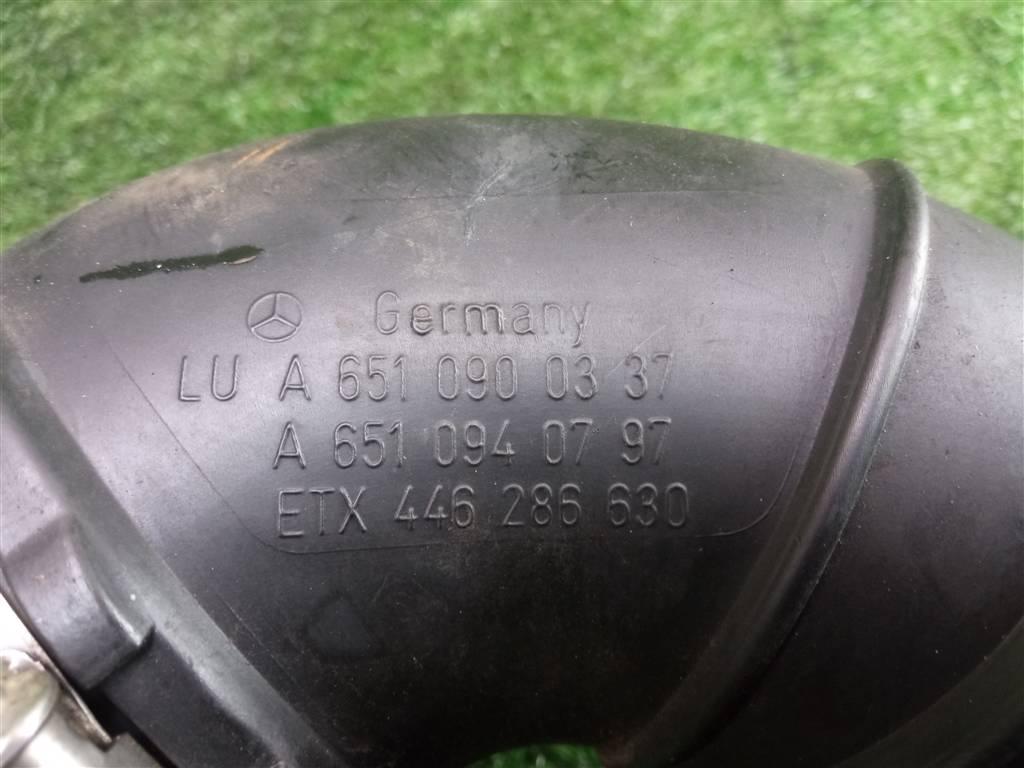 Germany
LU A 651 090 03 37
A 651 094 07 97
ETX 446 286 630